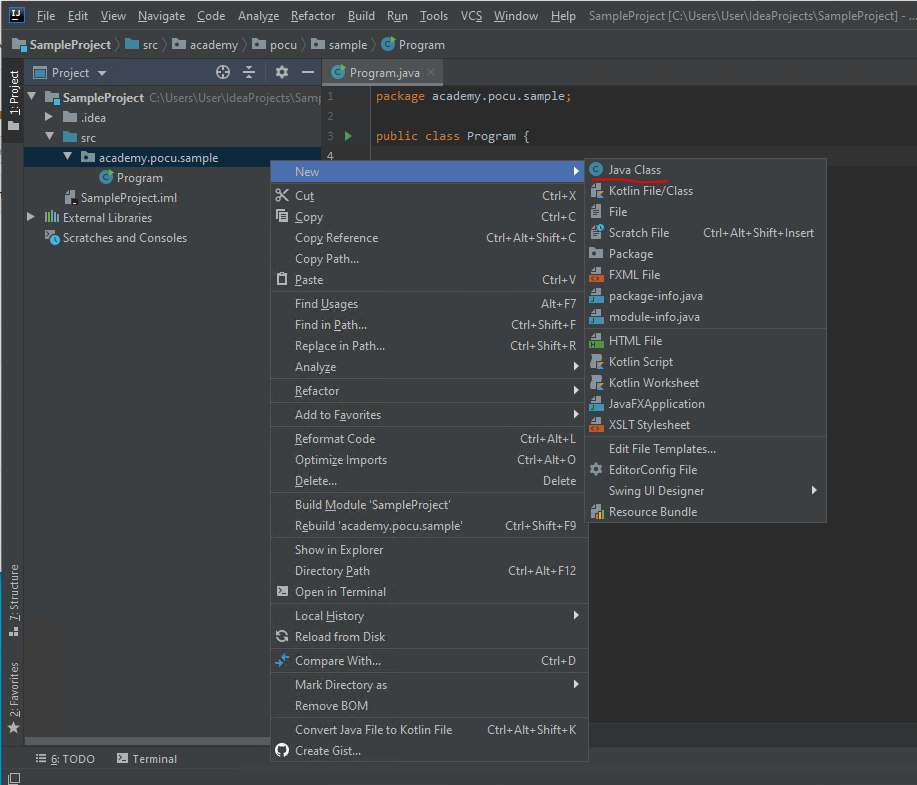 File Edit View Navigate Code Analyze Refactor Build Run Tools VCS Window Help SampleProject [C:\Users\User\IdeaProjects\SampleProject] - ...
SampleProject src academy pocu sample Program
1: Project
Project
Program.java
SampleProject C:\Users\User\IdeaProjects\Samp
.idea
src
academy.pocu.sample
Program
SampleProject.iml
External Libraries
Scratches and Consoles
1 package academy.pocu.sample;
2
3 public class Program {
4
New
Cut Ctrl+X
Copy Ctrl+C
Copy Reference Ctrl+Alt+Shift+C
Copy Path...
Paste Ctrl+V
Find Usages Alt+F7
Find in Path... Ctrl+Shift+F
Replace in Path... Ctrl+Shift+R
Analyze
Refactor
Add to Favorites
Reformat Code Ctrl+Alt+L
Optimize Imports Ctrl+Alt+O
Delete... Delete
Build Module 'SampleProject'
Rebuild 'academy.pocu.sample' Ctrl+Shift+F9
Show in Explorer
Directory Path Ctrl+Alt+F12
Open in Terminal
Local History
Reload from Disk
Compare With... Ctrl+D
Mark Directory as
Remove BOM
Convert Java File to Kotlin File Ctrl+Alt+Shift+K
Create Gist...
Java Class
Kotlin File/Class
File
Scratch File Ctrl+Alt+Shift+Insert
Package
FXML File
package-info.java
module-info.java
HTML File
Kotlin Script
Kotlin Worksheet
JavaFXApplication
XSLT Stylesheet
Edit File Templates...
EditorConfig File
Swing UI Designer
Resource Bundle
7: Structure
2: Favorites
6: TODO Terminal